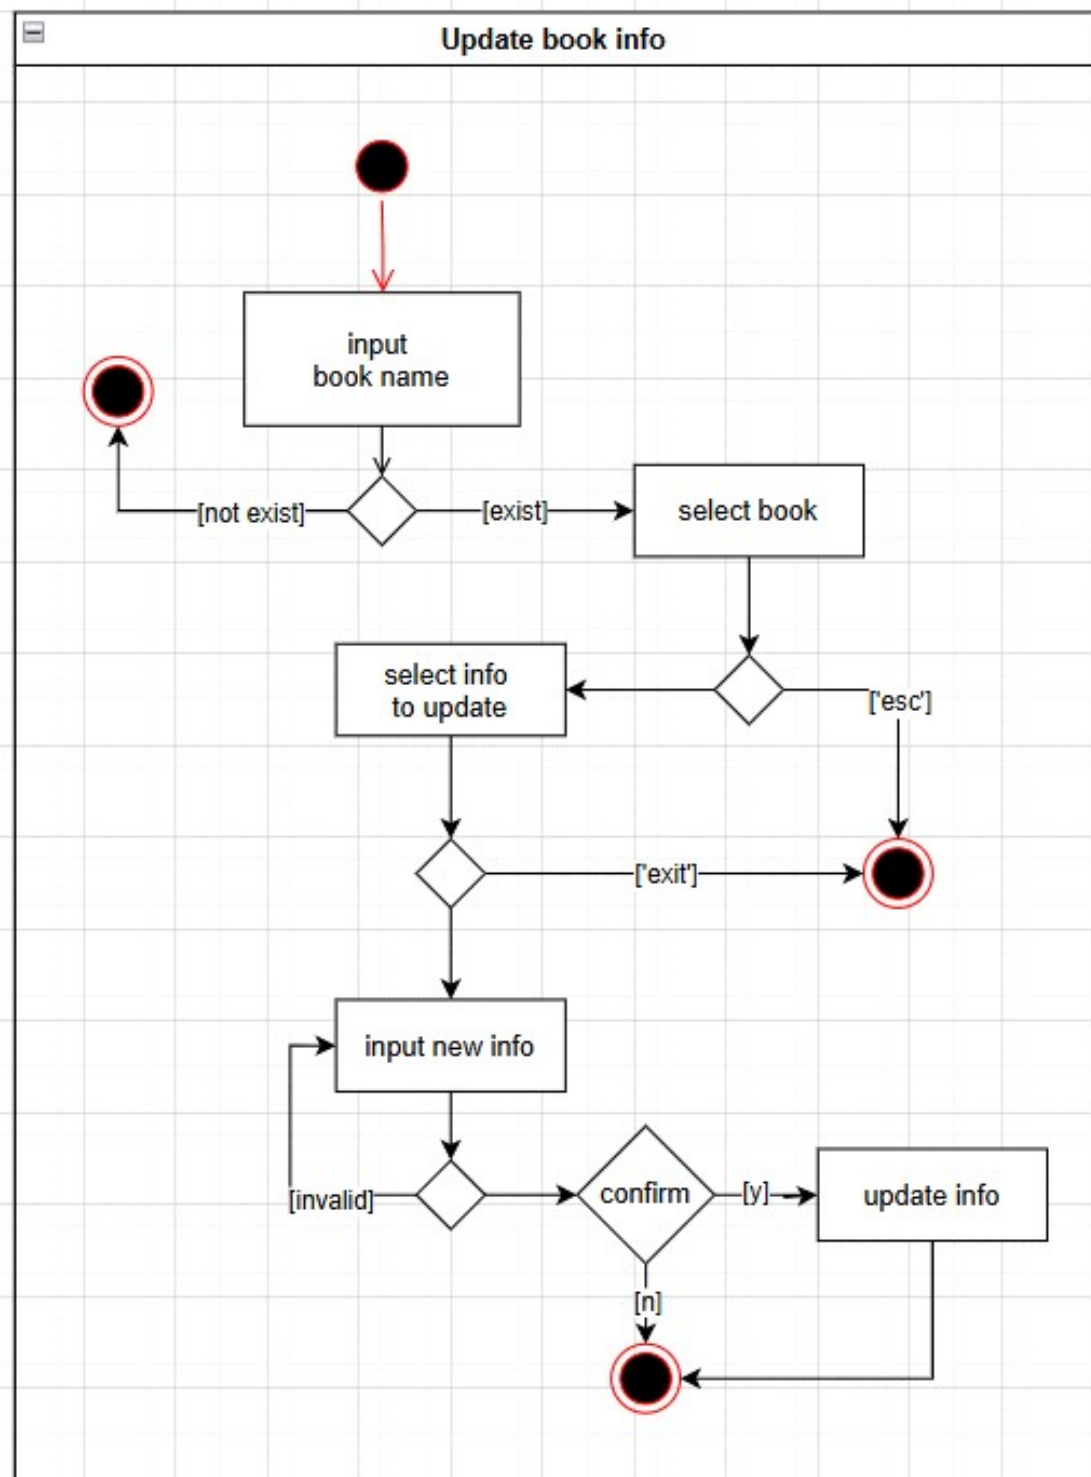 Update book info
input
book name
[not exist]
[exist]
select book
select info
to update
['esc']
['exit']
input new info
[invalid]
confirm
[y]
update info
[n]